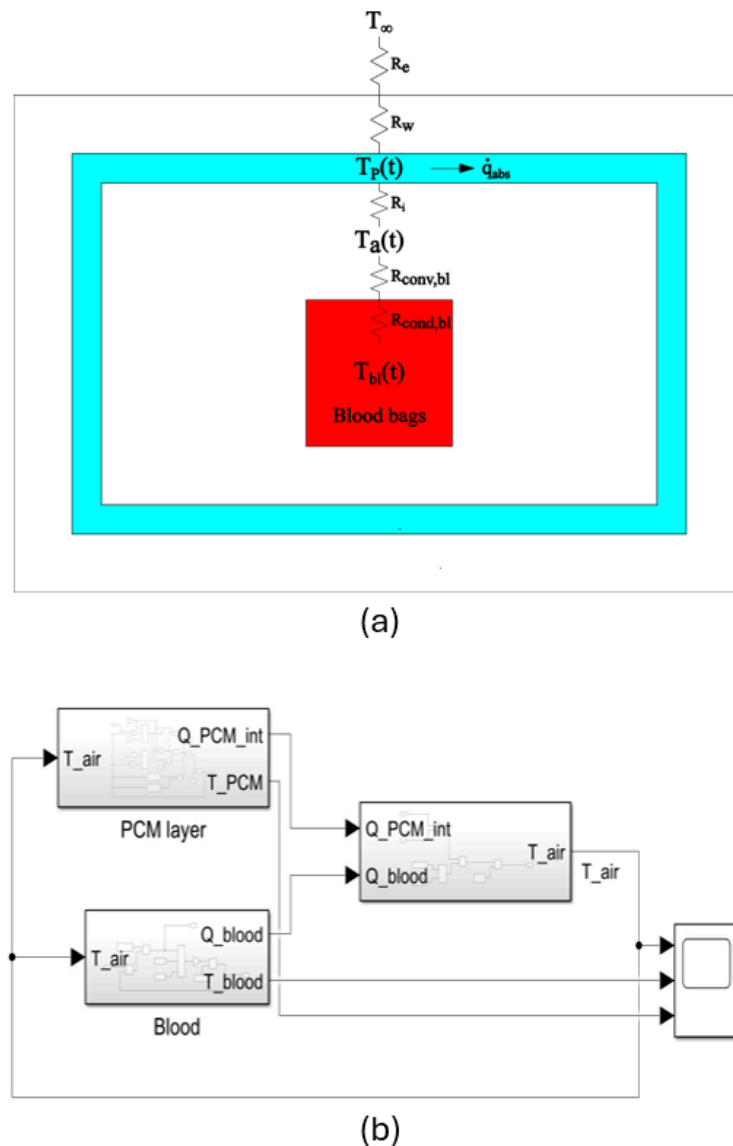 T∞
Re
Rw
TP(t) q̇abs
Ri
Ta(t)
Rconv,bl
Rcond,bl
Tbl(t)
Blood bags
(a)
Q_PCM_int
T_air
T_PCM
PCM layer
Q_PCM_int
T_air
T_air
Q_blood
Q_blood
T_air
T_blood
Blood
(b)